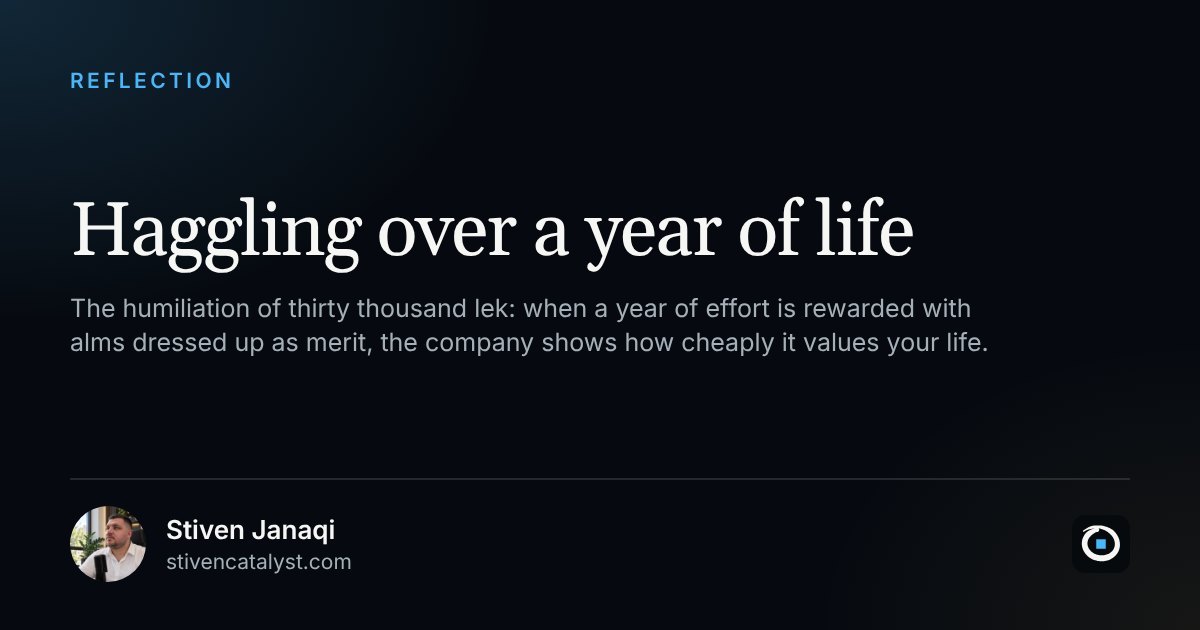 REFLECTION
Haggling over a year of life
The humiliation of thirty thousand lek: when a year of effort is rewarded with
alms dressed up as merit, the company shows how cheaply it values your life.
Stiven Janaqi
stivencatalyst.com